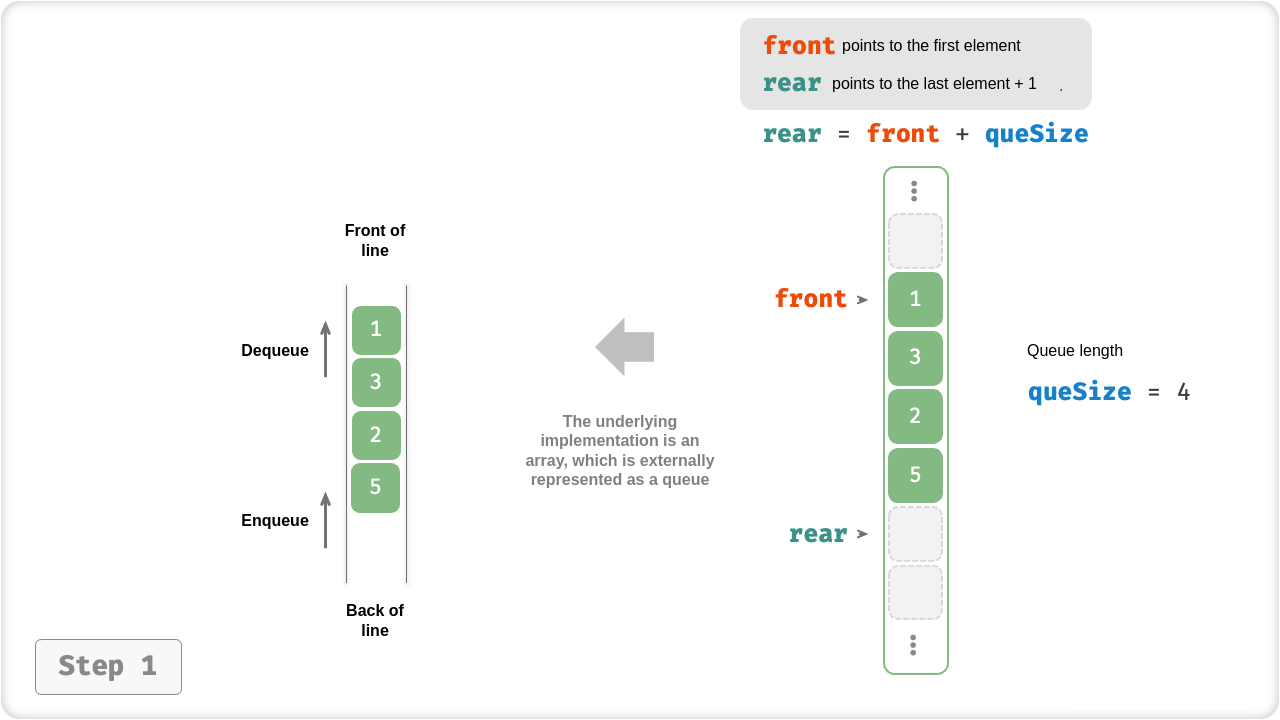 front points to the first element
rear points to the last element + 1 .
rear = front + queSize
Front of
line
Dequeue
1
3
2
5
Enqueue
Back of
line
The underlying
implementation is an
array, which is externally
represented as a queue
front
1
3
2
5
rear
Queue length
queSize = 4
Step 1